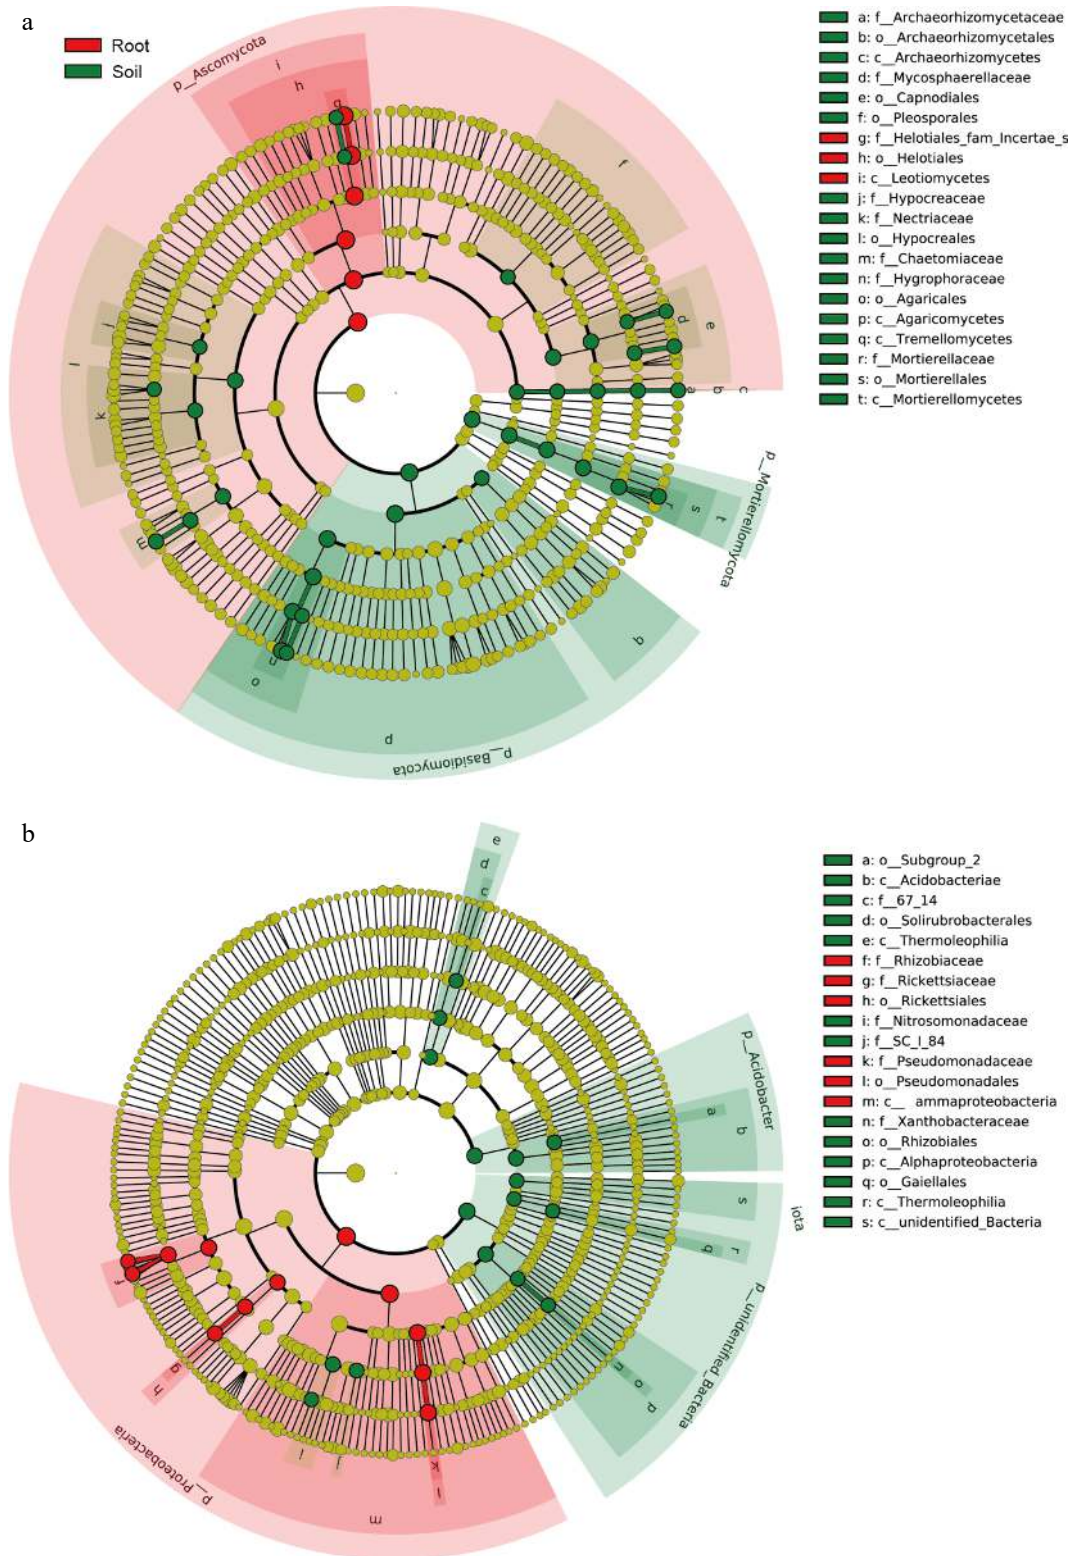 a
Root
Soil
p__Ascomycota
i
h
g
f
e
d
a
b
c
l
j
k
m
n
o
p
p__Basidiomycota
q
r
s
t
p__Mortierellomycota
a: f__Archaeorhizomycetaceae
b: o__Archaeorhizomycetales
c: c__Archaeorhizomycetes
d: f__Mycosphaerellaceae
e: o__Capnodiales
f: o__Pleosporales
g: f__Helotiales_fam_Incertae_s
h: o__Helotiales
i: c__Leotiomycetes
j: f__Hypocreaceae
k: f__Nectriaceae
l: o__Hypocreales
m: f__Chaetomiaceae
n: f__Hygrophoraceae
o: o__Agaricales
p: c__Agaricomycetes
q: c__Tremellomycetes
r: f__Mortierellaceae
s: o__Mortierellales
t: c__Mortierellomycetes
b
e
d
c
p__Acidobacter
a
b
s
iota
r
q
p__unidentified_Bacteria
n
o
p
f
g
h
p__Proteobacteria
i
j
k
l
m
a: o__Subgroup_2
b: c__Acidobacteriae
c: f__67_14
d: o__Solirubrobacterales
e: c__Thermoleophilia
f: f__Rhizobiaceae
g: f__Rickettsiaceae
h: o__Rickettsiales
i: f__Nitrosomonadaceae
j: f__SC_I_84
k: f__Pseudomonadaceae
l: o__Pseudomonadales
m: c__ ammaproteobacteria
n: f__Xanthobacteraceae
o: o__Rhizobiales
p: c__Alphaproteobacteria
q: o__Gaiellales
r: c__Thermoleophilia
s: c__unidentified_Bacteria